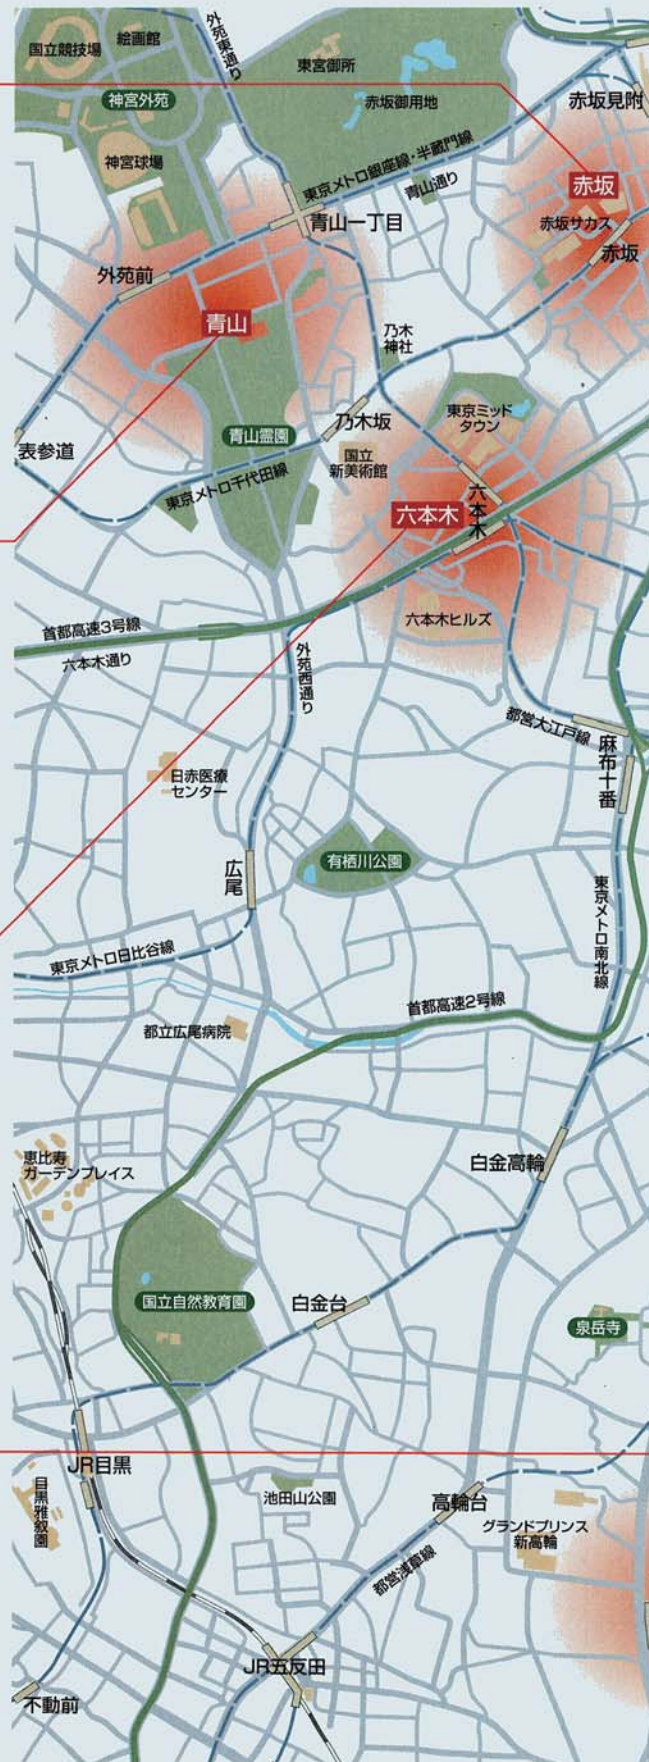 外苑東通り
国立競技場
絵画館
東宮御所
神宮外苑
赤坂御用地
赤坂見附
神宮球場
東京メトロ銀座線・半蔵門線
青山通り
赤坂
赤坂サカス
赤坂
青山一丁目
外苑前
青山
乃木
神社
表参道
青山霊園
乃木坂
東京ミッド
タウン
国立
新美術館
東京メトロ千代田線
六本木
六本木
六本木ヒルズ
首都高速3号線
六本木通り
外苑西通り
都営大江戸線
麻布十番
日赤医療
センター
有栖川公園
広尾
東京メトロ南北線
東京メトロ日比谷線
首都高速2号線
都立広尾病院
恵比寿
ガーデンプレイス
白金高輪
国立自然教育園
白金台
泉岳寺
JR目黒
目黒雅叙園
池田山公園
高輪台
グランドプリンス
新高輪
都営浅草線
JR五反田
不動前